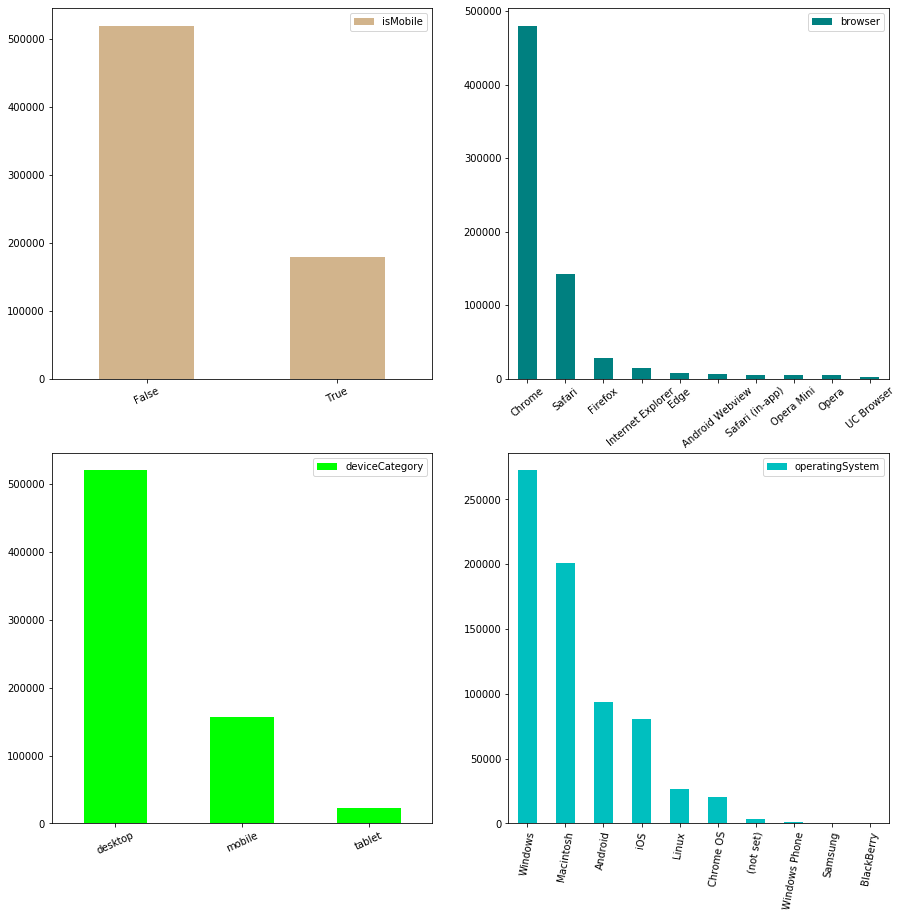 isMobile
500000
400000
300000
200000
100000
0
False
True
browser
500000
400000
300000
200000
100000
0
Chrome
Safari
Firefox
Internet Explorer
Edge
Android Webview
Safari (in-app)
Opera Mini
Opera
UC Browser
deviceCategory
500000
400000
300000
200000
100000
0
desktop
mobile
tablet
operatingSystem
250000
200000
150000
100000
50000
0
Windows
Macintosh
Android
iOS
Linux
Chrome OS
(not set)
Windows Phone
Samsung
BlackBerry